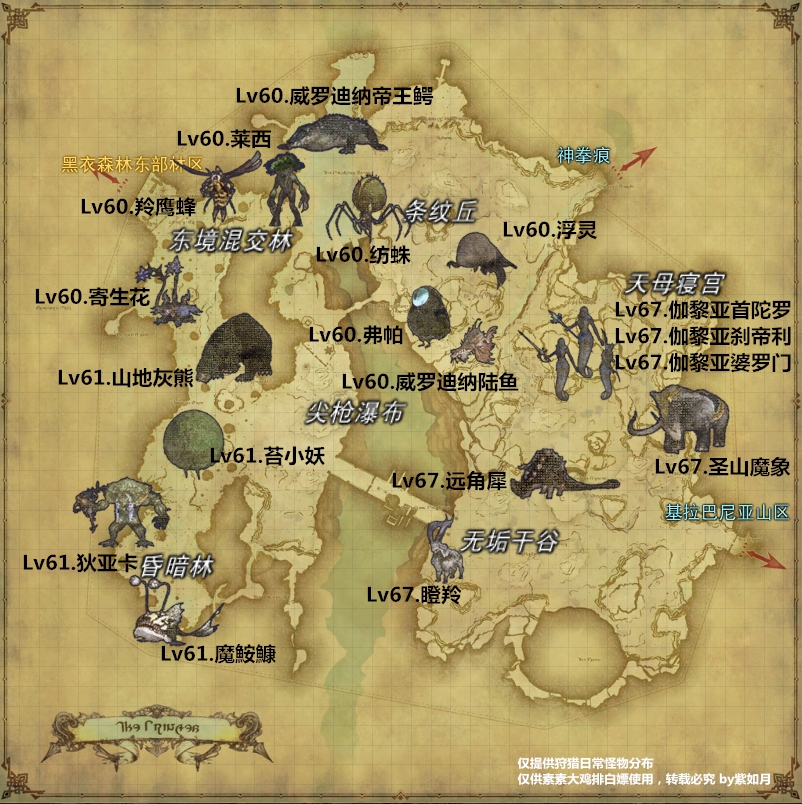 Lv60.威罗迪纳帝王鳄
Lv60.莱西
神拳痕
黑衣森林东部林区
Lv60.羚鹰蜂
条纹丘
Lv60.浮灵
东境混交林
Lv60.纺蛛
天母寝宫
Lv60.寄生花
Lv67.伽黎亚首陀罗
Lv60.弗帕
Lv67.伽黎亚刹帝利
Lv67.伽黎亚婆罗门
Lv61.山地灰熊
Lv60.威罗迪纳陆鱼
尖枪瀑布
Lv61.苔小妖
Lv67.圣山魔象
Lv67.远角犀
基拉巴尼亚山区
无垢干谷
Lv61.狄亚卡
昏暗林
Lv67.瞪羚
Lv61.魔鮟鱇
The Fringes
仅提供狩猎日常怪物分布
仅供素素大鸡排白嫖使用，转载必究 by紫如月